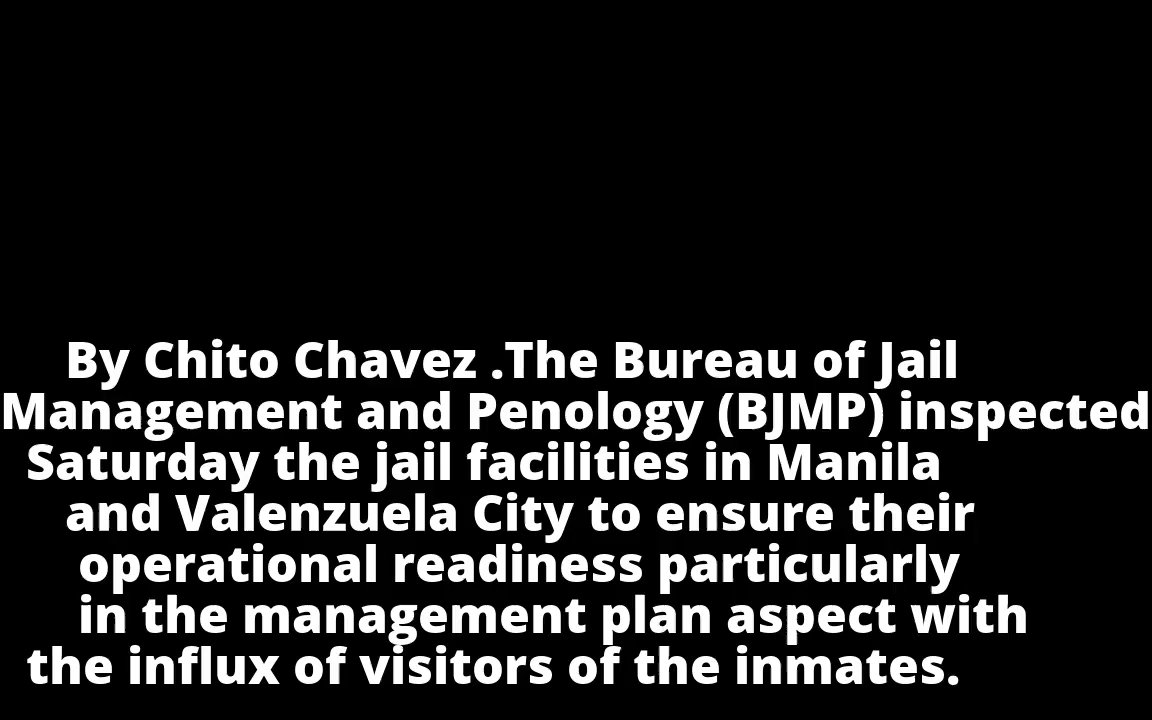 By Chito Chavez .The Bureau of Jail
Management and Penology (BJMP) inspected
Saturday the jail facilities in Manila
and Valenzuela City to ensure their
operational readiness particularly
in the management plan aspect with
the influx of visitors of the inmates.